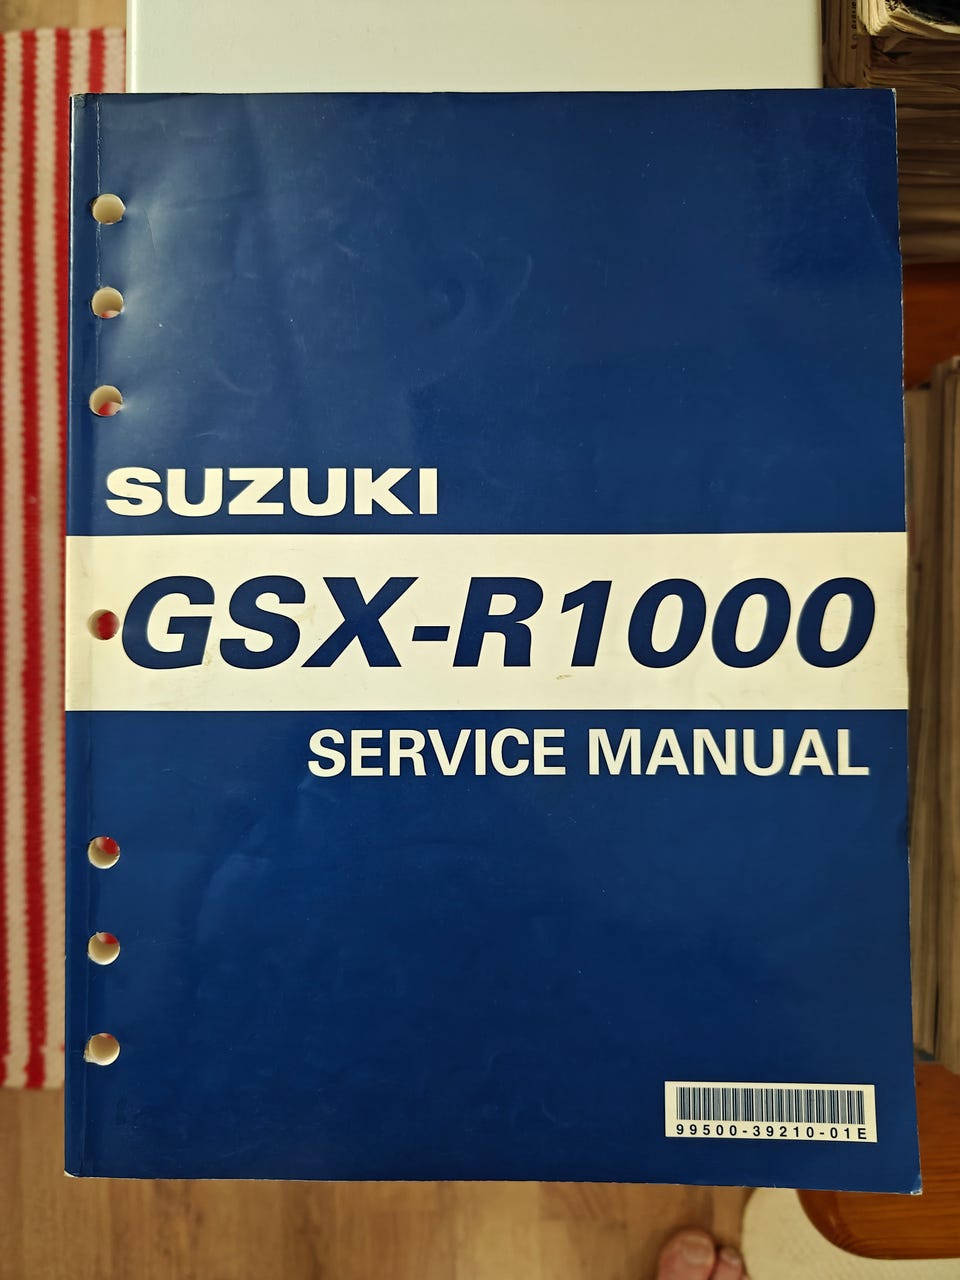 SUZUKI
GSX-R1000
SERVICE MANUAL
99500-39210-01E